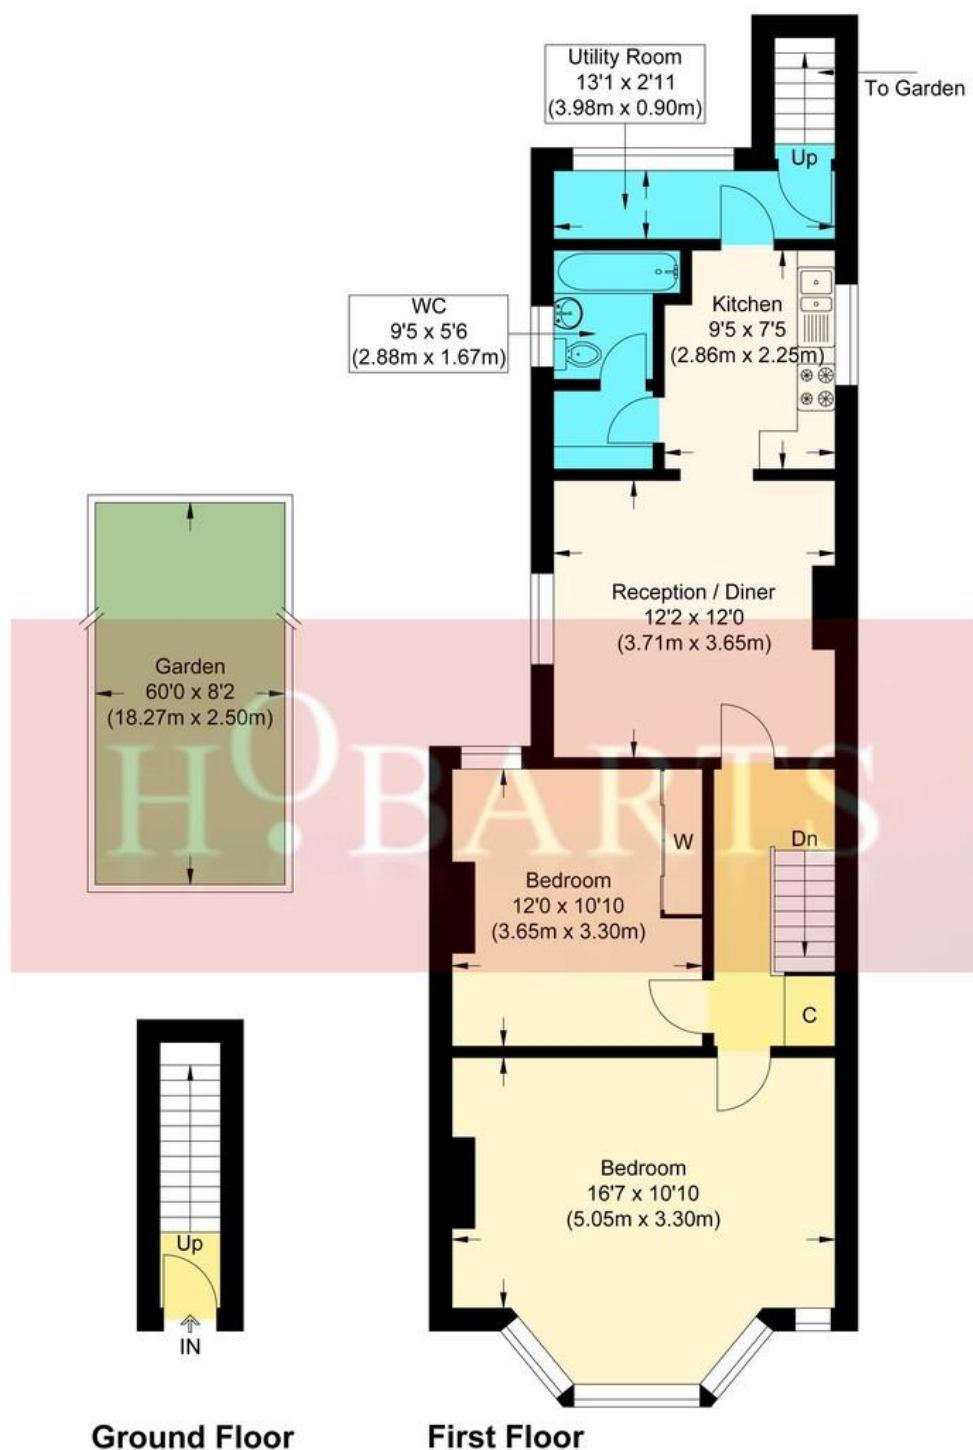 Utility Room
13'1 x 2'11
(3.98m x 0.90m)
To Garden
Up
WC
9'5 x 5'6
(2.88m x 1.67m)
Kitchen
9'5 x 7'5
(2.86m x 2.25m)
Reception / Diner
12'2 x 12'0
(3.71m x 3.65m)
Garden
60'0 x 8'2
(18.27m x 2.50m)
HOBARTS
W
Dn
Bedroom
12'0 x 10'10
(3.65m x 3.30m)
C
Bedroom
16'7 x 10'10
(5.05m x 3.30m)
Up
IN
Ground Floor
First Floor